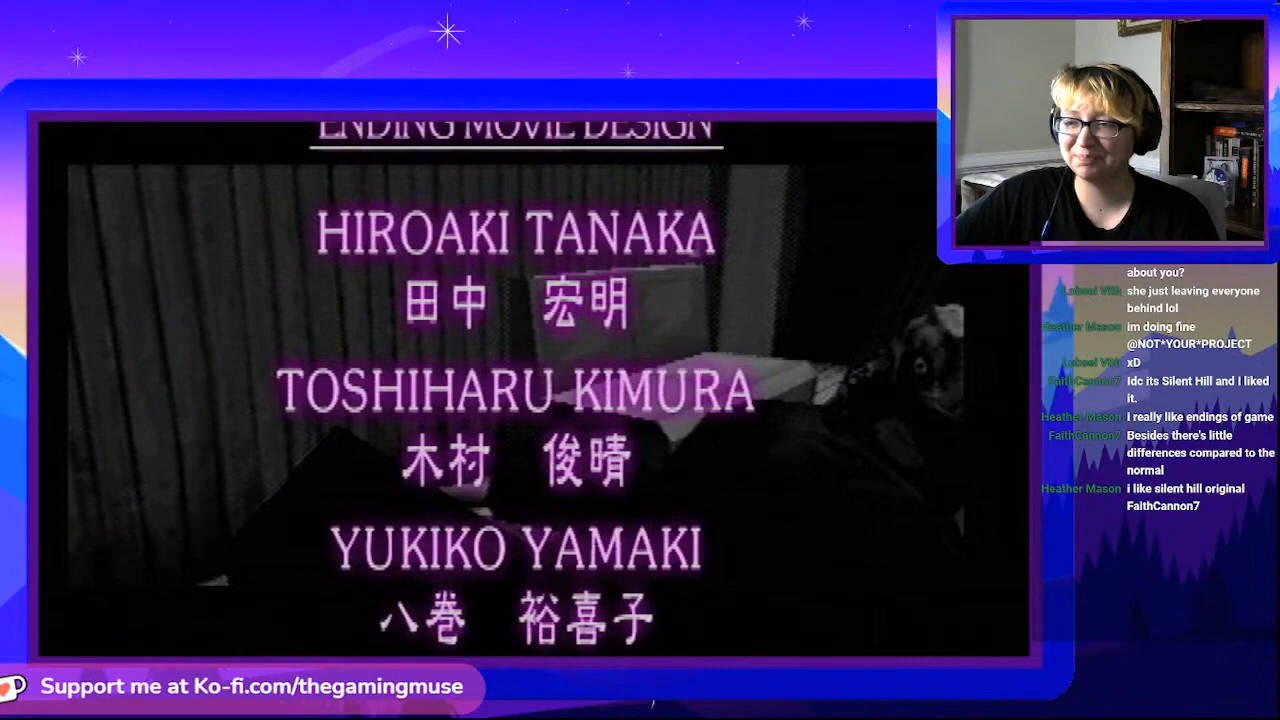 ENDING MOVIE DESIGN
HIROAKI TANAKA
田中 宏明
TOSHIHARU KIMURA
木村 俊晴
YUKIKO YAMAKI
八巻 裕喜子
about you?
she just leaving everyone
behind lol
Heather Mason im doing fine
@NOT*YOUR*PROJECT
xD
FaithCannon7 Idc its Silent Hill and I liked
it.
Heather Mason I really like endings of game
FaithCannon7 Besides there's little
differences compared to the
normal
Heather Mason i like silent hill original
FaithCannon7
Support me at Ko-fi.com/thegamingmuse